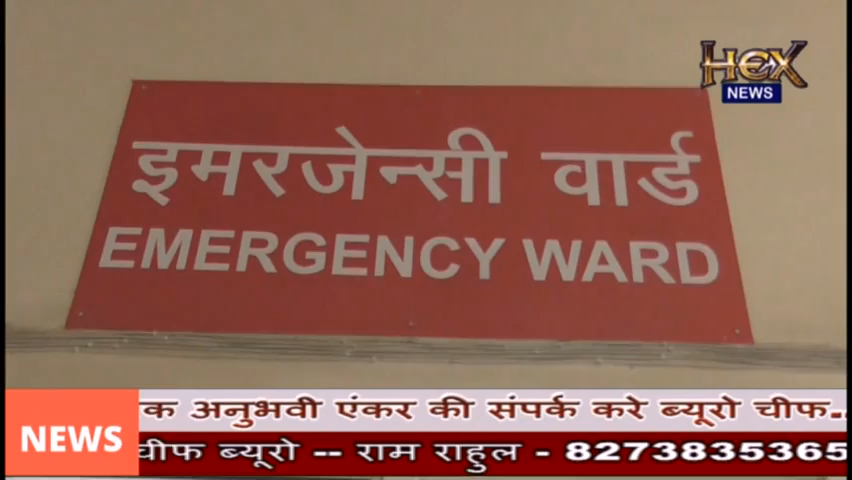 HEX
NEWS
इमरजेन्सी वार्ड
EMERGENCY WARD
NEWS
क अनुभवी एंकर की संपर्क करे ब्यूरो चीफ..
चीफ ब्यूरो -- राम राहुल - 8273835365